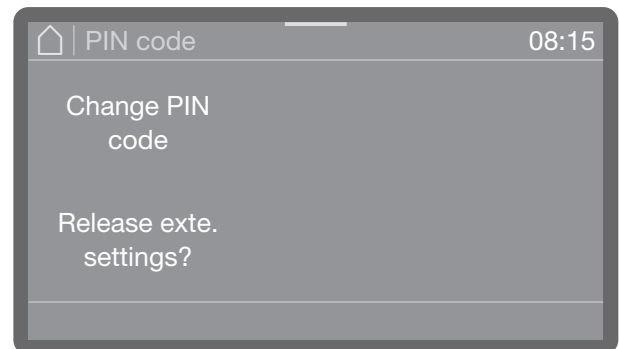 PIN code 08:15
Change PIN
code
Release exte.
settings?